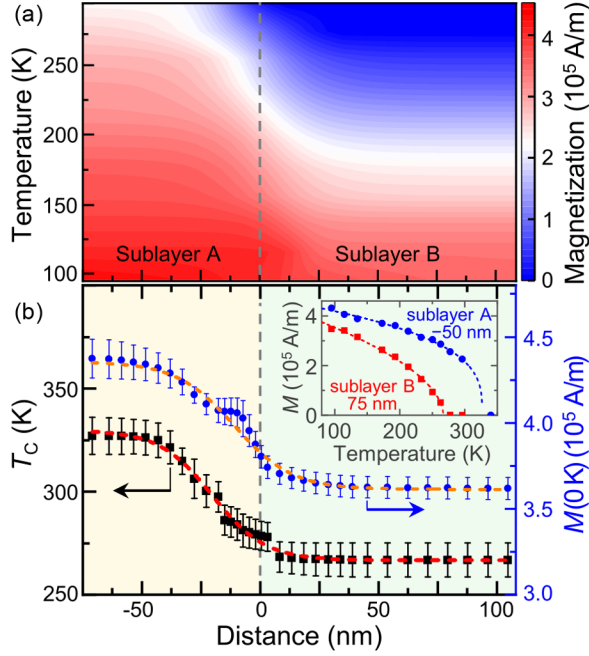 (a)
Temperature (K)
250
200
150
100
Sublayer A
Sublayer B
4
3
2
1
0
Magnetization (10⁵ A/m)
(b)
T_C (K)
350
300
250
-50
0
50
100
Distance (nm)
4.5
4.0
3.5
3.0
M(0 K) (10⁵ A/m)
M (10⁵ A/m)
4
2
0
100
200
300
Temperature (K)
sublayer A
−50 nm
sublayer B
75 nm